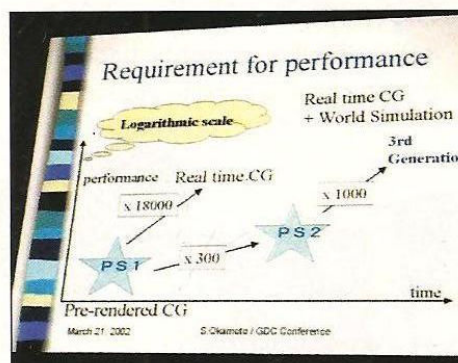 Requirement for performance
Real time CG
+ World Simulation
Logarithmic scale
3rd
Generatio
performance
Real time CG
x 18000
x 1000
PS1
PS2
x 300
time
Pre-rendered CG
March 21, 2002
S.Okamoto / GDC Conference